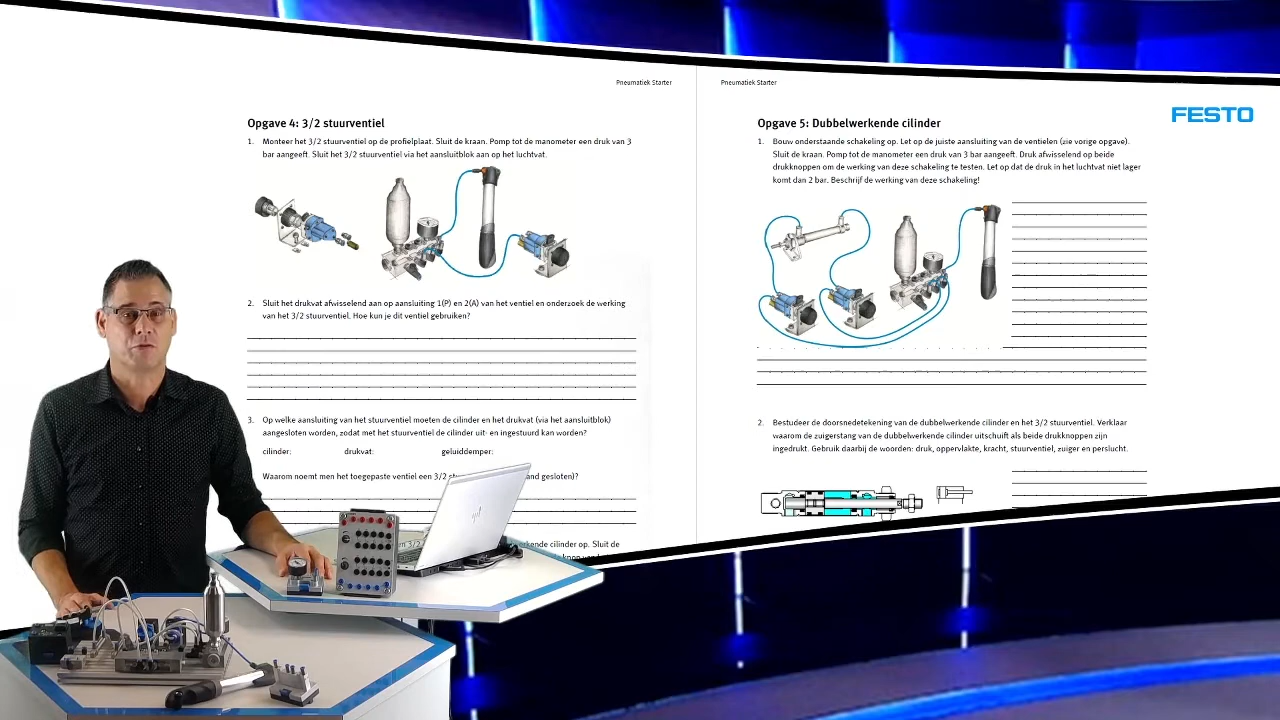 Pneumatiek Starter
Opgave 4: 3/2 stuurventiel
1. Monteer het 3/2 stuurventiel op de profielplaat. Sluit de kraan. Pomp tot de manometer een druk van 3
bar aangeeft. Sluit het 3/2 stuurventiel via het aansluitblok aan op het luchtvat.
2. Sluit het drukvat afwisselend aan op aansluiting 1(P) en 2(A) van het ventiel en onderzoek de werking
van het 3/2 stuurventiel. Hoe kun je dit ventiel gebruiken?
3. Op welke aansluiting van het stuurventiel moeten de cilinder en het drukvat (via het aansluitblok)
aangesloten worden, zodat met het stuurventiel de cilinder uit- en ingestuurd kan worden?
cilinder: drukvat: geluiddemper:
Waarom noemt men het toegepaste ventiel een 3/2 gesloten)?
cilinder op. Sluit de
Pneumatiek Starter
FESTO
Opgave 5: Dubbelwerkende cilinder
1. Bouw onderstaande schakeling op. Let op de juiste aansluiting van de ventielen (zie vorige opgave).
Sluit de kraan. Pomp tot de manometer een druk van 3 bar aangeeft. Druk afwisselend op beide
drukknoppen om de werking van deze schakeling te testen. Let op dat de druk in het luchtvat niet lager
komt dan 2 bar. Beschrijf de werking van deze schakeling!
2. Bestudeer de doorsnedetekening van de dubbelwerkende cilinder en het 3/2 stuurventiel. Verklaar
waarom de zuigerstang van de dubbelwerkende cilinder uitschuift als beide drukknoppen zijn
ingedrukt. Gebruik daarbij de woorden: druk, oppervlakte, kracht, stuurventiel, zuiger en perslucht.